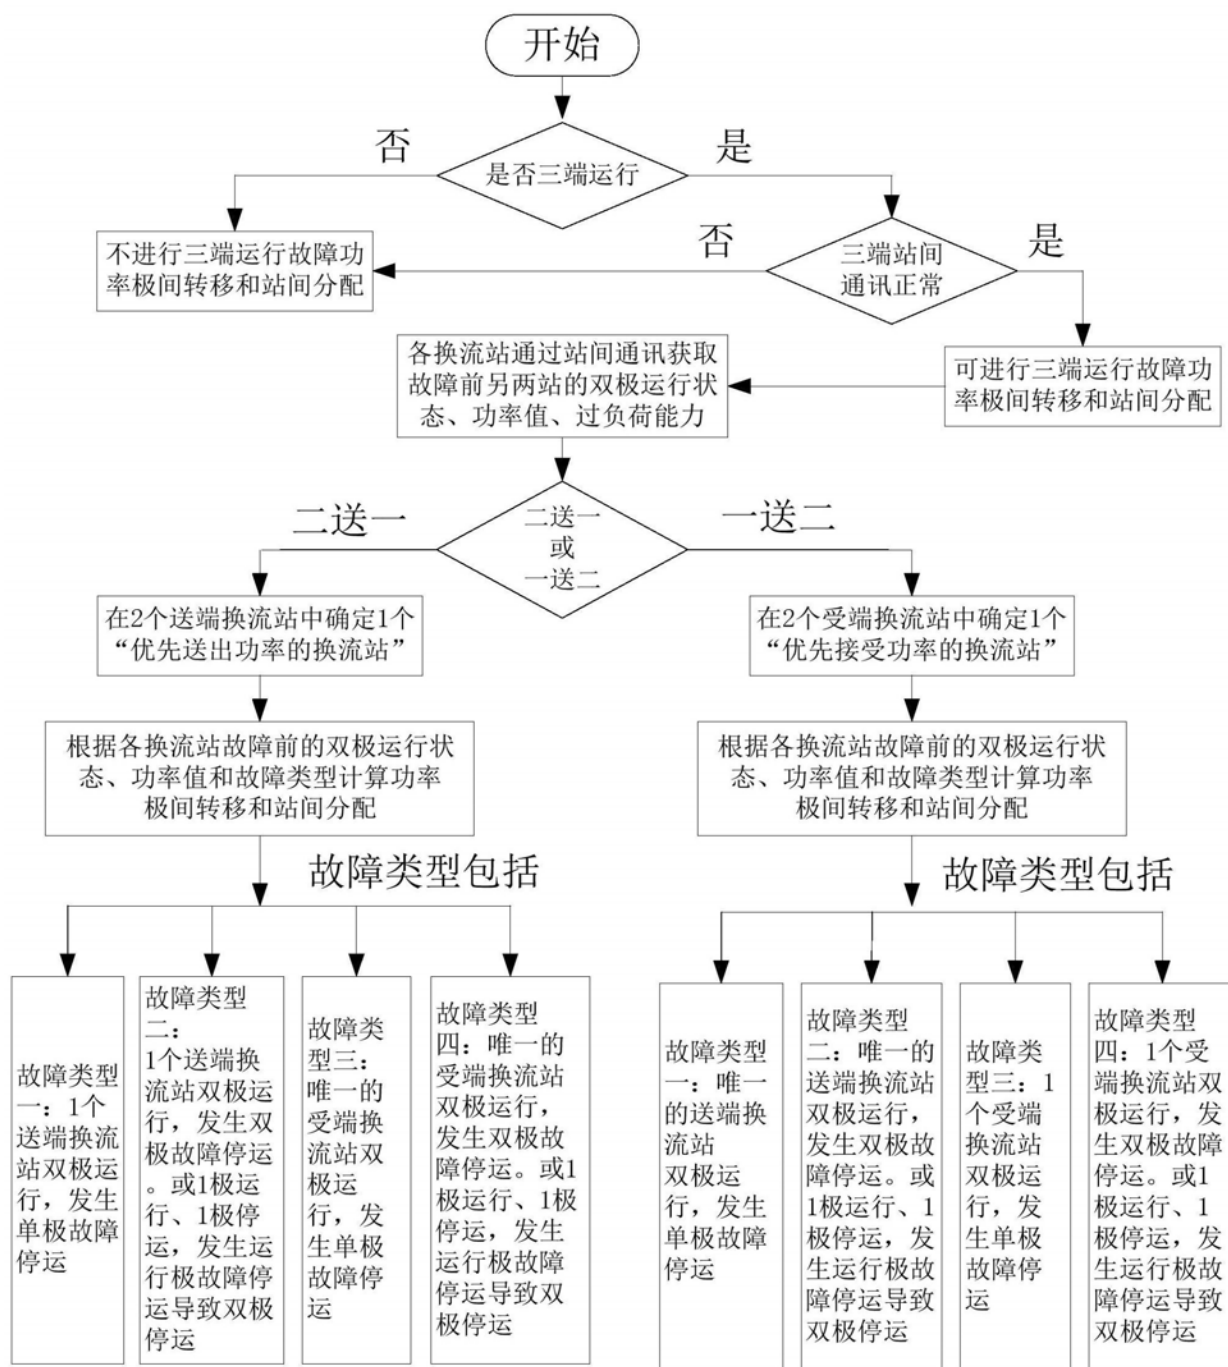 开始
否
是
是否三端运行
不进行三端运行故障功
率极间转移和站间分配
否
三端站间
通讯正常
是
各换流站通过站间通讯获取
故障前另两站的双极运行状
态、功率值、过负荷能力
可进行三端运行故障功
率极间转移和站间分配
二送一
二送一
或
一送二
一送二
在2个送端换流站中确定1个
“优先送出功率的换流站”
在2个受端换流站中确定1个
“优先接受功率的换流站”
根据各换流站故障前的双极运行状
态、功率值和故障类型计算功率
极间转移和站间分配
根据各换流站故障前的双极运行状
态、功率值和故障类型计算功率
极间转移和站间分配
故障类型包括
故障类型包括
故障类型
一：1个
送端换流
站双极运
行，发生
单极故障
停运
故障类型
二：
1个送端换
流站双极运
行，发生双
极故障停运
。或1极运
行、1极停
运，发生运
行极故障停
运导致双极
停运
故障类
型三：
唯一的
受端换
流站双
极运
行，发
生单极
故障停
运
故障类型
四：唯一的
受端换流站
双极运行，
发生双极故
障停运。或1
极运行、1极
停运，发生
运行极故障
停运导致双
极停运
故障类型
一：唯一
的送端换
流站
双极运
行，发生
单极故障
停运
故障类型
二：唯一的
送端换流站
双极运行，
发生双极故
障停运。或
1极运行、1
极停运，发
生运行极故
障停运导致
双极停运
故障类
型三：1
个受端
换流站
双极运
行，发
生单极
故障停
运
故障类型
四：1个受
端换流站双
极运行，发
生双极故障
停运。或1
极运行、1
极停运，发
生运行极故
障停运导致
双极停运